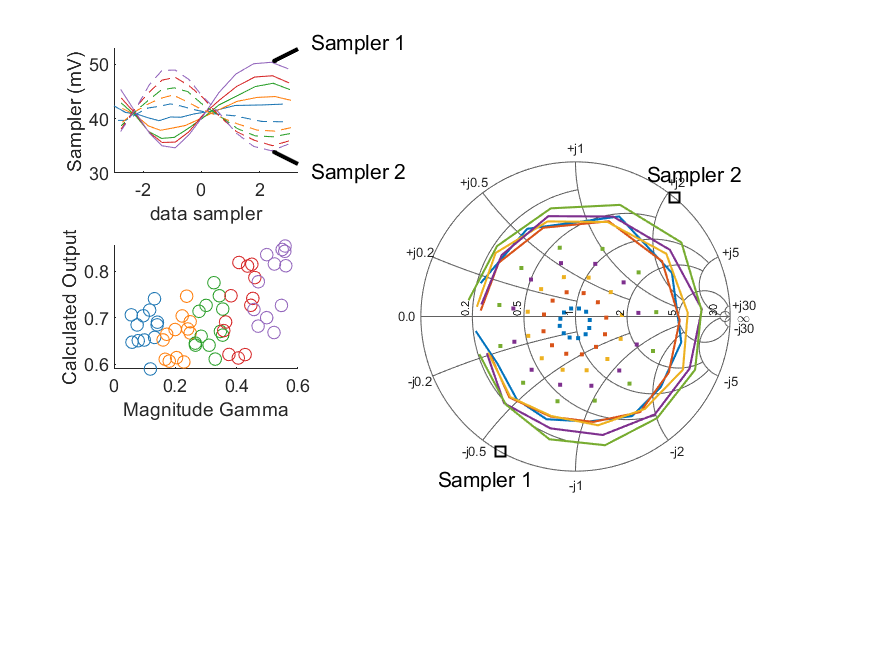 Sampler 1
50
40
30
Sampler (mV)
-2
0
2
data sampler
Sampler 2
0.8
0.7
0.6
Calculated Output
0
0.2
0.4
0.6
Magnitude Gamma
+j1
Sampler 2
+j2
+j0.5
+j5
+j0.2
+j30
∞
-j30
0.0
0.2
0.5
1
2
5
30
-j0.2
-j5
-j0.5
-j2
Sampler 1
-j1